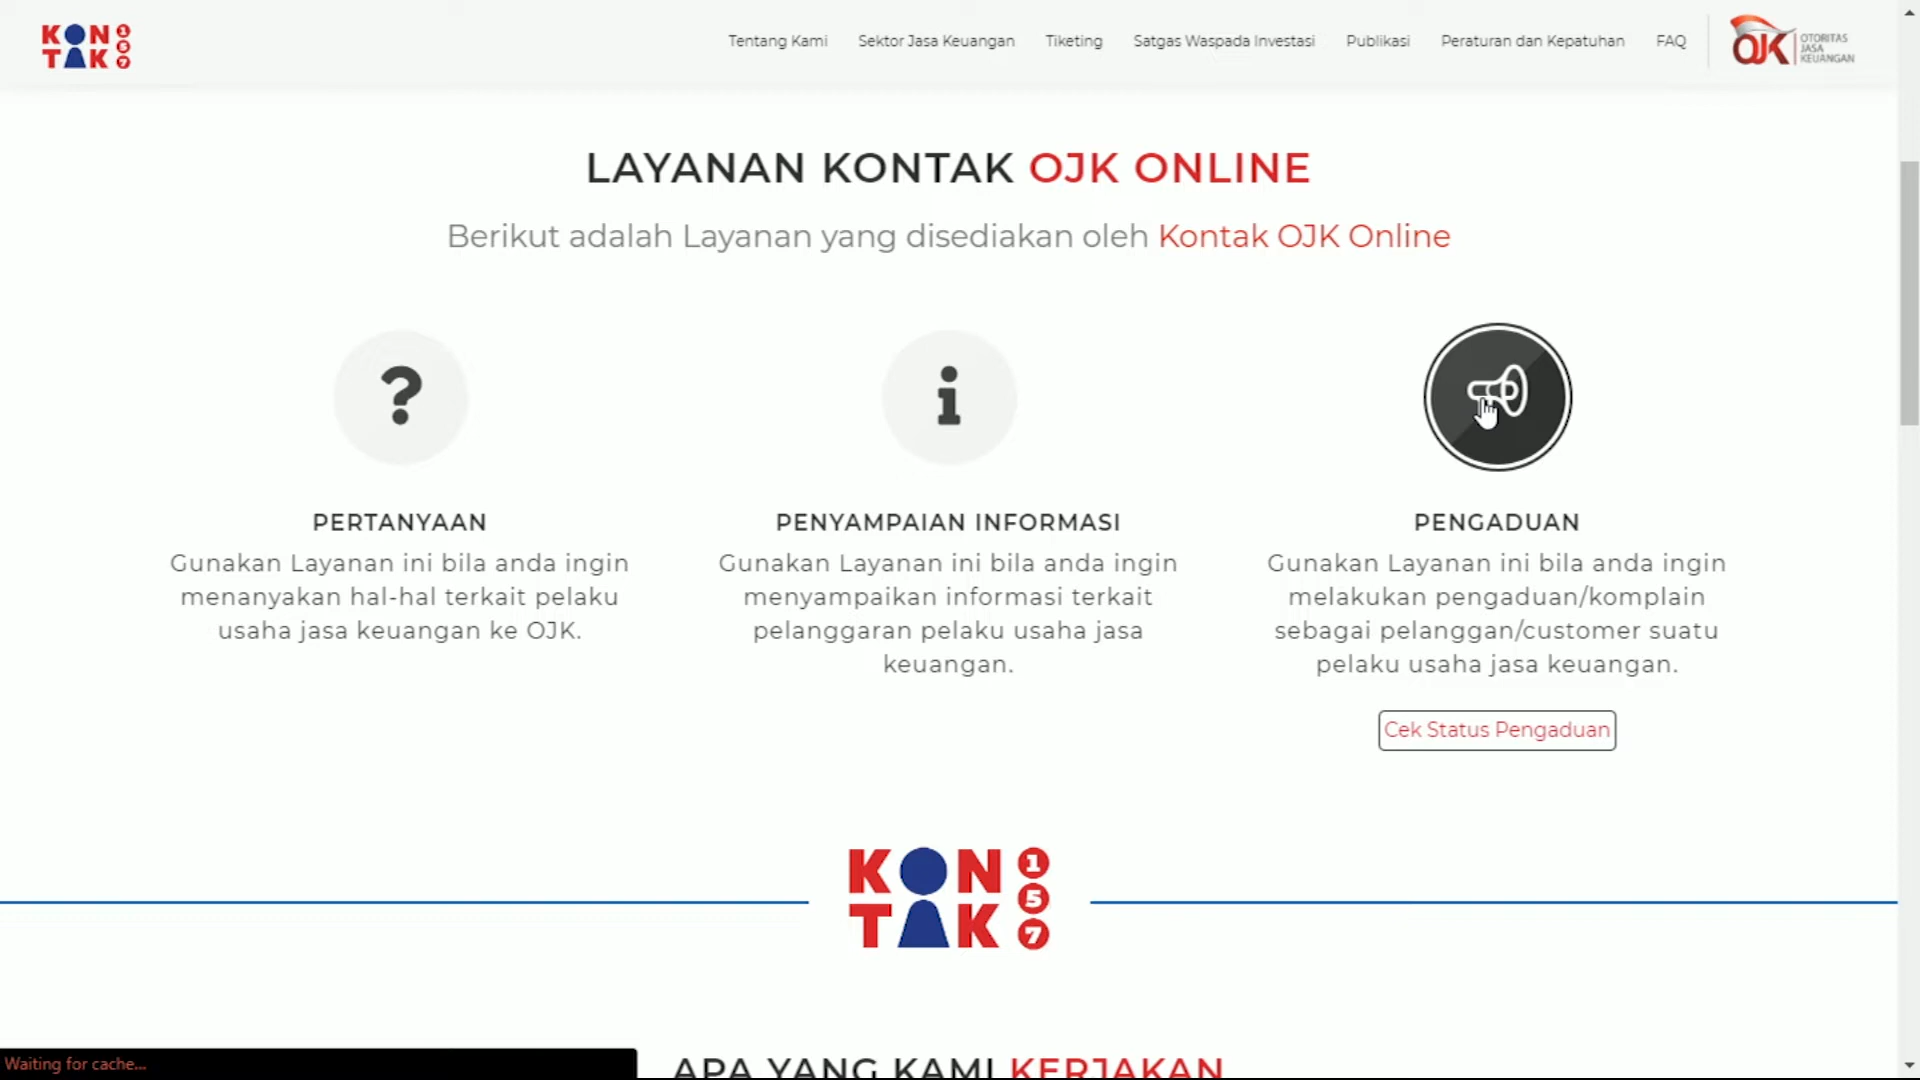 KONTAK 157
Tentang Kami
Sektor Jasa Keuangan
Tiketing
Satgas Waspada Investasi
Publikasi
Peraturan dan Kepatuhan
FAQ
OJK OTORITAS JASA KEUANGAN
LAYANAN KONTAK OJK ONLINE
Berikut adalah Layanan yang disediakan oleh Kontak OJK Online
?
i
PERTANYAAN
Gunakan Layanan ini bila anda ingin
menanyakan hal-hal terkait pelaku
usaha jasa keuangan ke OJK.
PENYAMPAIAN INFORMASI
Gunakan Layanan ini bila anda ingin
menyampaikan informasi terkait
pelanggaran pelaku usaha jasa
keuangan.
PENGADUAN
Gunakan Layanan ini bila anda ingin
melakukan pengaduan/komplain
sebagai pelanggan/customer suatu
pelaku usaha jasa keuangan.
Cek Status Pengaduan
KONTAK 157
APA YANG KAMI KERJAKAN
Waiting for cache...